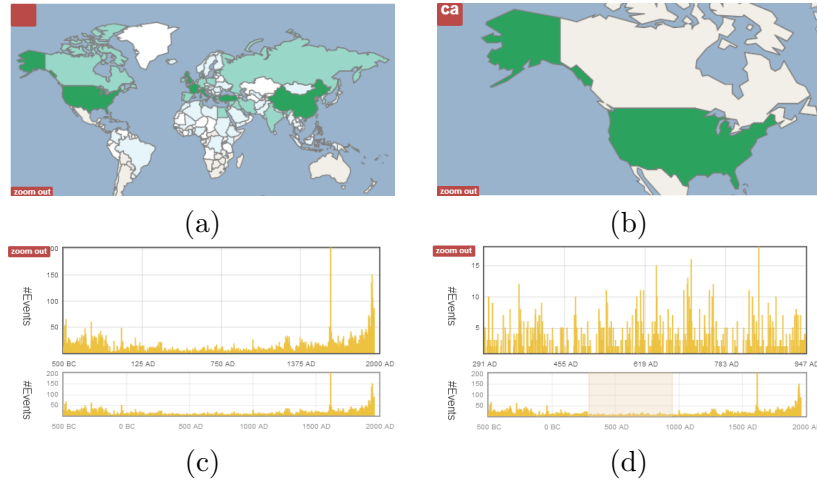 ca
zoom out
zoom out
(a)
(b)
zoom out
00
150
100
50
#Events
500 BC
125 AD
750 AD
1375 AD
2000 AD
200
150
100
50
#Events
500 BC
0 BC
500 AD
1000 AD
1500 AD
2000 AD
zoom out
15
10
5
#Events
291 AD
455 AD
619 AD
783 AD
947 AD
200
150
100
50
#Events
500 BC
0 BC
500 AD
1000 AD
1500 AD
2000 AD
(c)
(d)